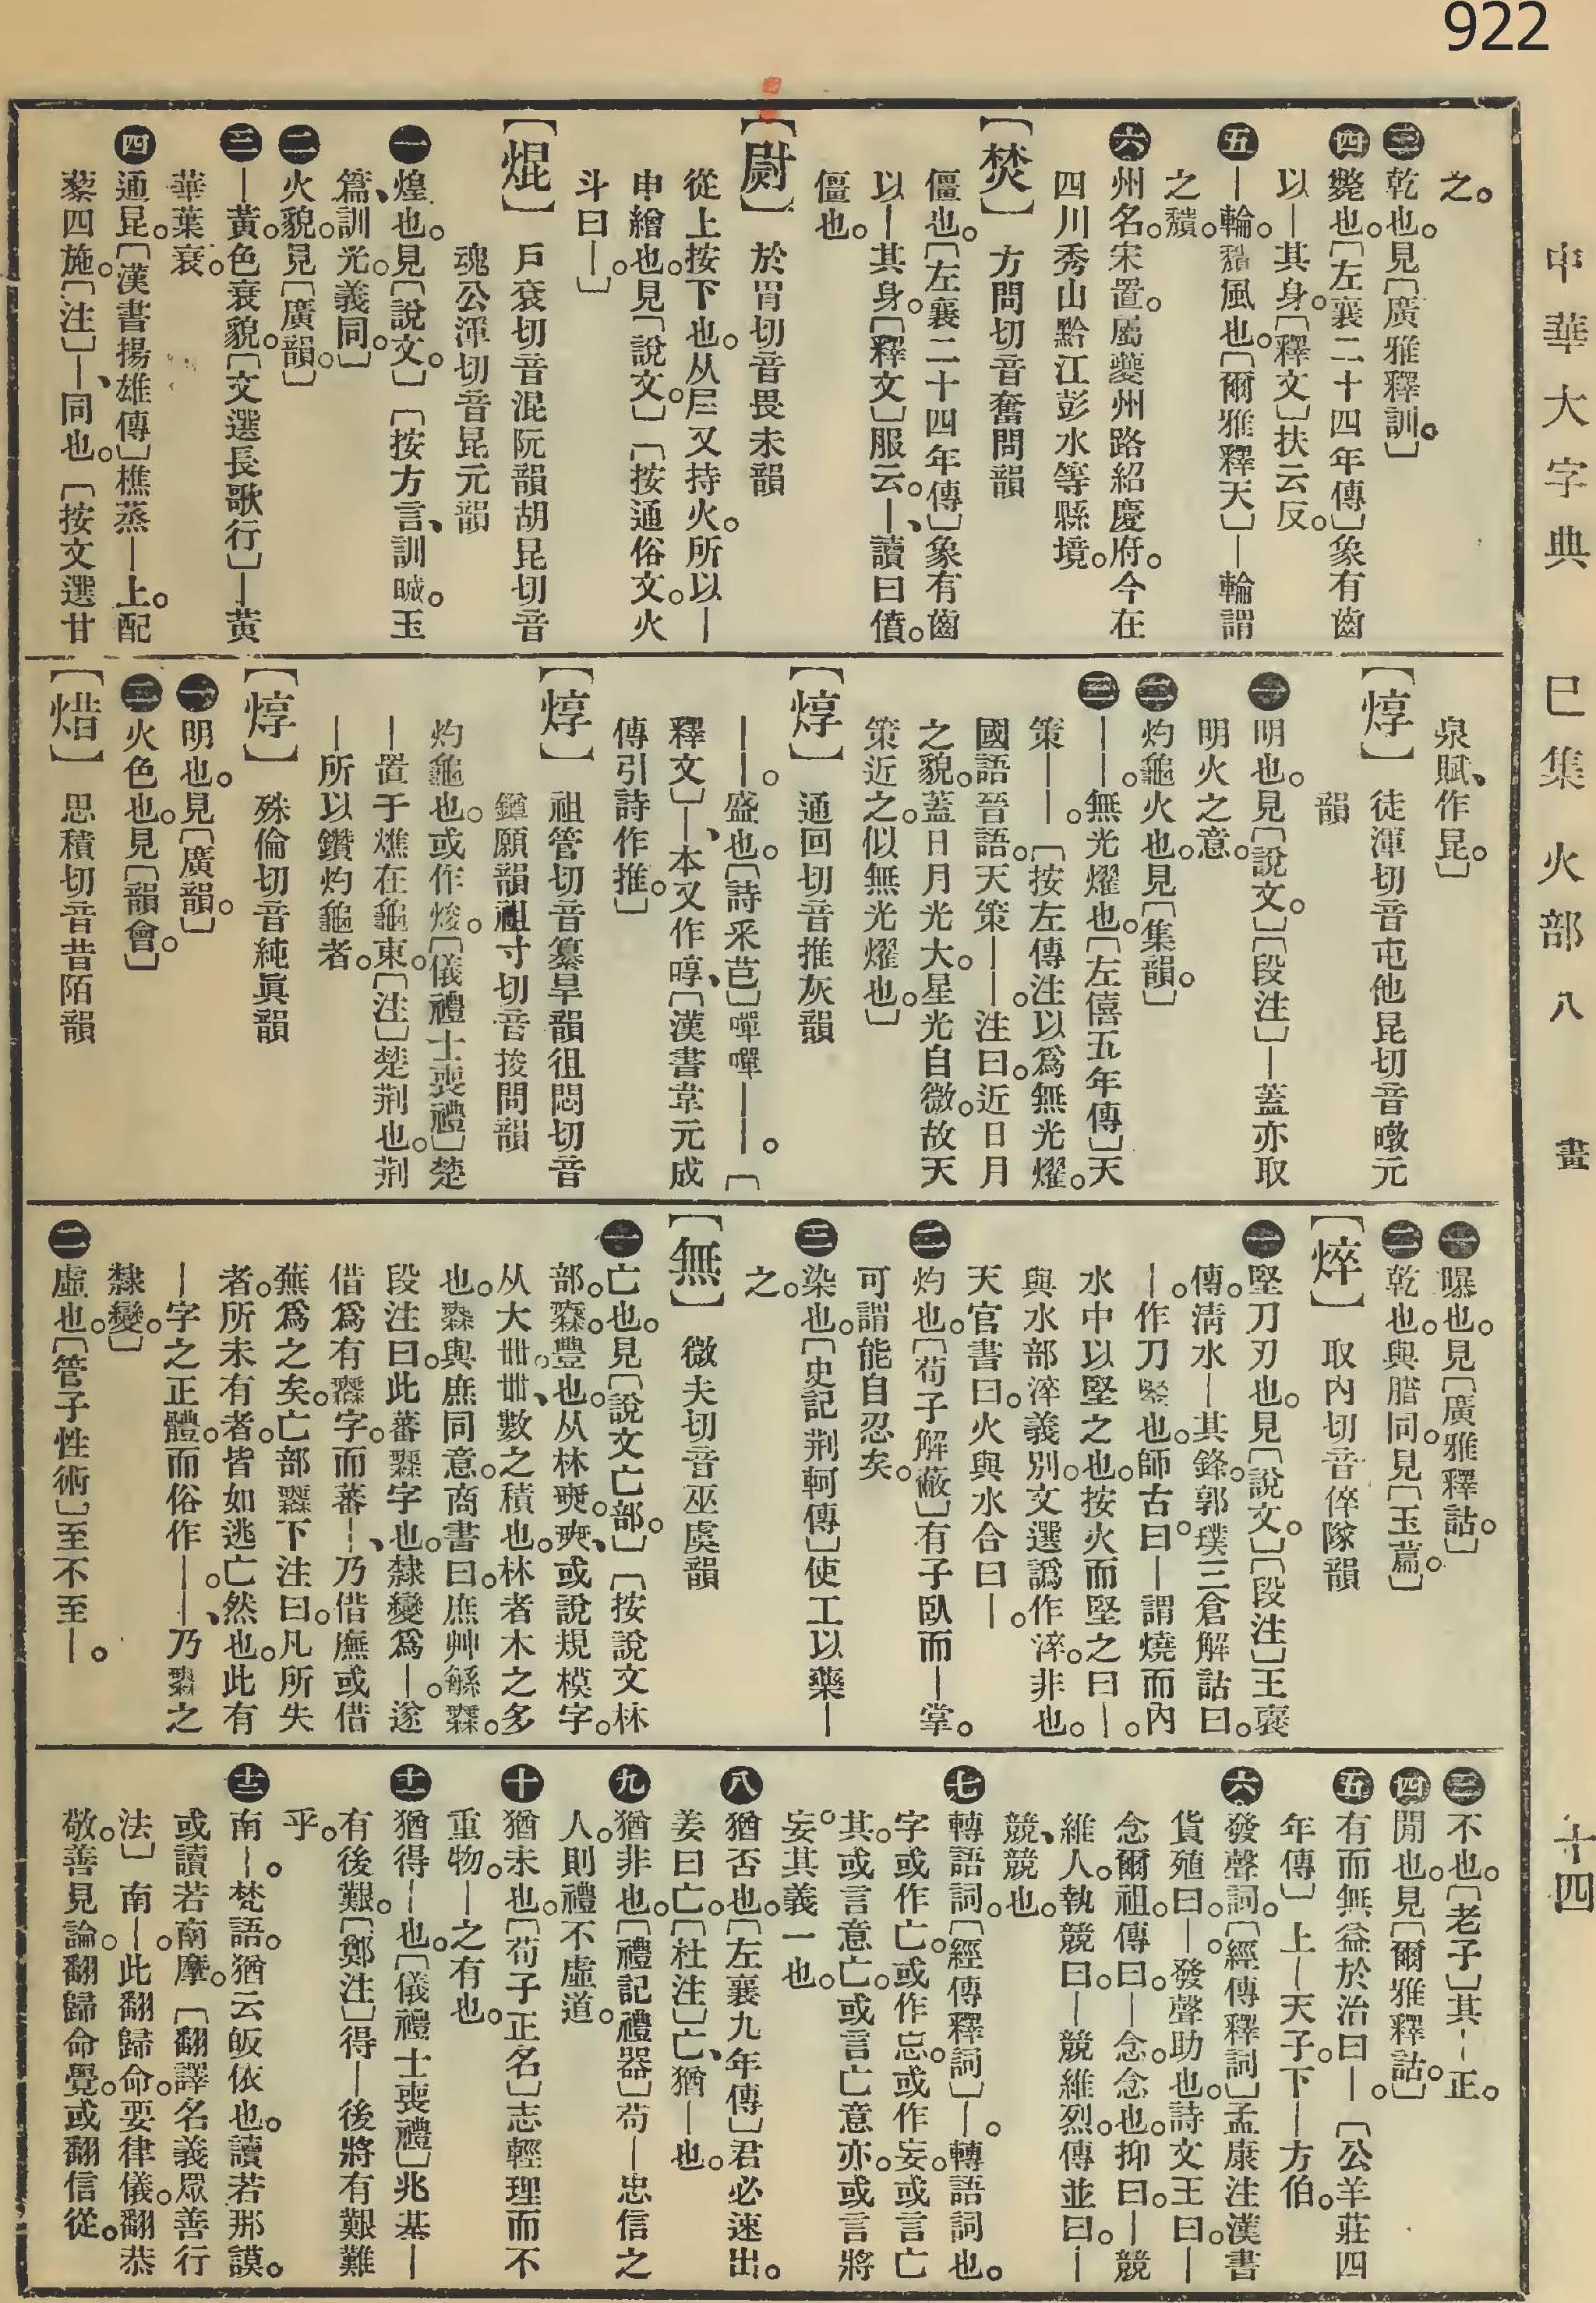 922
中華大字典 巳集 火部 八畫 十四
之。
㊂乾也。見〔廣雅釋訓。〕
㊃斃也。〔左襄二十四年傳〕象有齒
以—其身。〔釋文〕扶云反。
㊄—輪。穨風也。〔爾雅釋天〕—輪謂
之穨。
㊅州名。宋置。屬夔州路紹慶府。今在
四川秀山黔江彭水等縣境。
【焚】 方問切音奮問韻
僵也。〔左襄二十四年傳〕象有齒
以—其身。〔釋文〕服云。—、讀曰僨。
僵也。
【㷉】 於胃切音畏未韻
從上按下也。从𡰥又持火。所以—
申繒也。見〔說文。〕〔按通俗文。火
斗曰—。〕
【焜】 戶袞切音混阮韻胡昆切音
魂公渾切音昆元韻
㊀煌也。見〔說文。〕〔按方言、訓𣊡。玉
篇、訓光。義同。〕
㊁火貌。見〔廣韻。〕
㊂—黃。色衰貌。〔文選長歌行〕—黃
華葉衰。
㊃通昆。〔漢書揚雄傳〕樵蒸—上。配
藜四施。〔注〕—、同也。〔按文選甘
泉賦、作昆。〕
【焞】 徒渾切音屯他昆切音暾元
韻
㊀明也。見〔說文。〕〔段注〕—蓋亦取
明火之意。
㊁灼龜火也。見〔集韻。〕
㊂——。無光燿也。〔左僖五年傳〕天
策——。〔按左傳注以爲無光燿。
國語晉語。天策——。注曰。近日月
之貌。蓋日月光大。星光自微。故天
策近之。似無光燿也。〕
【焞】 通回切音推灰韻
——。盛也。〔詩釆芑〕嘽嘽——。〔
釋文〕—、本又作啍、〔漢書韋元成
傳引詩作推。〕
【焞】 祖管切音纂旱韻徂悶切音
鐏願韻祖寸切音捘問韻
灼龜也。或作焌。〔儀禮士喪禮〕楚
—置于燋在龜東。〔注〕楚荆也。荆
—所以鑽灼龜者。
【焞】 殊倫切音純眞韻
㊀明也。見〔廣韻。〕
㊁火色也。見〔韻會。〕
【焟】 思積切音昔陌韻
㊀曝也。見〔廣雅釋詁。〕
㊁乾也。與腊同。見〔玉篇。〕
【焠】 取內切音倅隊韻
㊀堅刀刃也。見〔說文。〕〔段注〕王襃
傳。淸水—其鋒。郭璞三倉解詁曰。
—。作刀堅也。師古曰。—謂燒而內
水中以堅之也。按火而堅之曰—。
與水部淬義別。文選譌作淬。非也。
天官書曰。火與水合曰—。
㊁灼也。〔荀子解蔽〕有子臥而—掌。
可謂能自忍矣。
㊂染也。〔史記荆軻傳〕使工以藥—
之。
【無】 微夫切音巫虞韻
㊀亡也。見〔說文亡部。〕〔按說文林
部。𣞤。豐也。从林𡘲。𡘲、或說規模字。
从大卌。卌、數之積也。林者木之多
也。𣞤與庶同意。商書曰。庶艸繇𣞤。
段注曰。此蕃𣞤字也。隸變爲—。遂
借爲有𣞤字。而蕃—、乃借廡或借
蕪爲之矣。亡部𣠮下注曰。凡所失
者。所未有者。皆如逃亡然也。此有
—字之正體。而俗作—。—、乃𣞤之
隸變。〕
㊁虛也。〔管子性術〕至不至—。
㊂不也。〔老子〕其—正。
㊃閒也。見〔爾雅釋詁。〕
㊄有而無益於治曰—。〔公羊莊四
年傳〕上—天子。下—方伯。
㊅發聲詞。〔經傳釋詞〕孟康注漢書
貨殖曰。—。發聲助也。詩文王曰。—
念爾祖。傳曰。—念。念也。抑曰。—競
維人。執競曰。—競維烈。傳並曰。—
競、競也。
㊆轉語詞。〔經傳釋詞〕—。轉語詞也。
字或作亡。或作忘。或作妄。或言亡
其。或言意亡。或言亡意亦。或言將
妄。其義一也。
㊇猶否也。〔左襄九年傳〕君必速出。
姜曰亡。〔杜注〕亡、猶—也。
㊈猶非也。〔禮記禮器〕苟—忠信之
人。則禮不虛道。
㊉猶未也。〔荀子正名〕志輕理而不
重物。—之有也。
⓫猶得—也。〔儀禮士喪禮〕兆基—
有後艱。〔鄭注〕得—後將有艱難
乎。
⓬南—。梵語。猶云皈依也。讀若那謨。
或讀若南摩。〔翻譯名義眾善行
法〕南—。此翻歸命。要律儀。翻恭
敬。善見論。翻歸命覺。或翻信從。